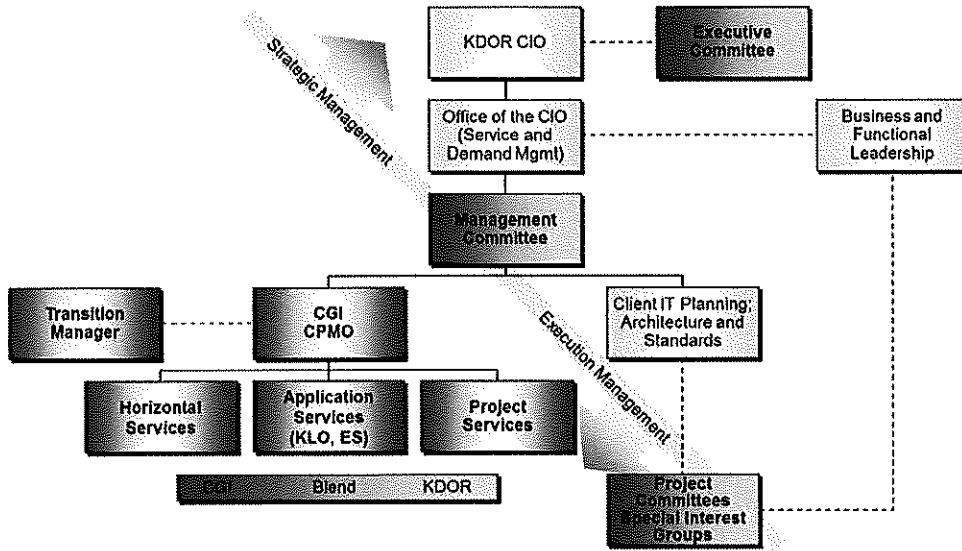 KDOR CIO
Executive
Committee
Strategic Management
Office of the CIO
(Service and
Demand Mgmt)
Business and
Functional
Leadership
Management
Committee
Transition
Manager
CGI
CPMO
Client IT Planning;
Architecture and
Standards
Execution Management
Horizontal
Services
Application
Services
(KLO, ES)
Project
Services
CGI Blend KDOR
Project
Committees
Special Interest
Groups